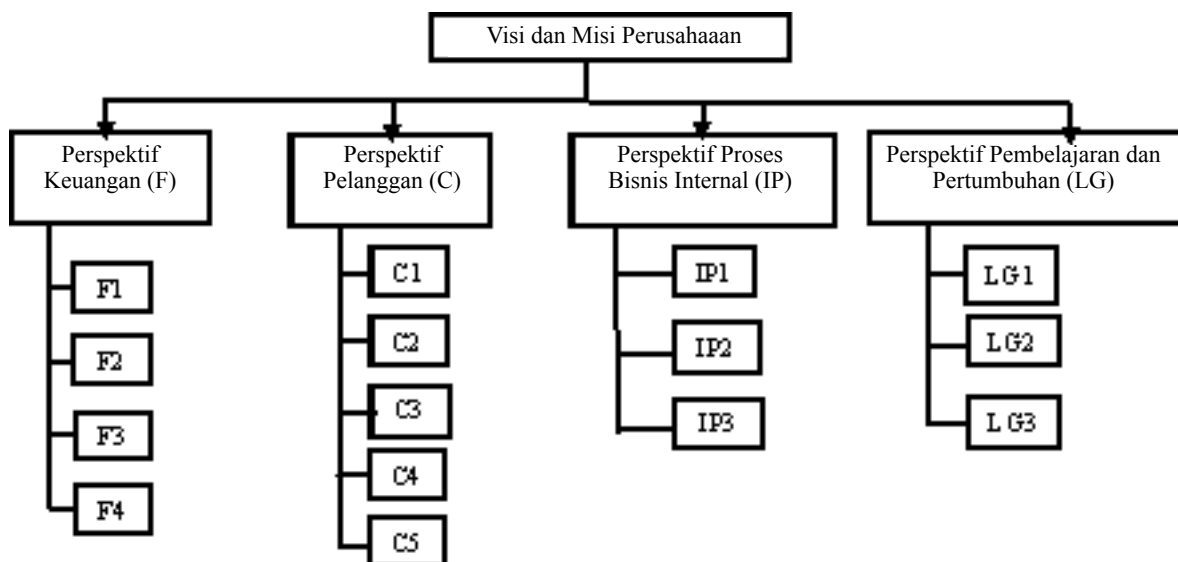 Visi dan Misi Perusahaaan
Perspektif
Keuangan (F)
Perspektif
Pelanggan (C)
Perspektif Proses
Bisnis Internal (IP)
Perspektif Pembelajaran dan
Pertumbuhan (LG)
F1
F2
F3
F4
C1
C2
C3
C4
C5
IP1
IP2
IP3
LG1
LG2
LG3